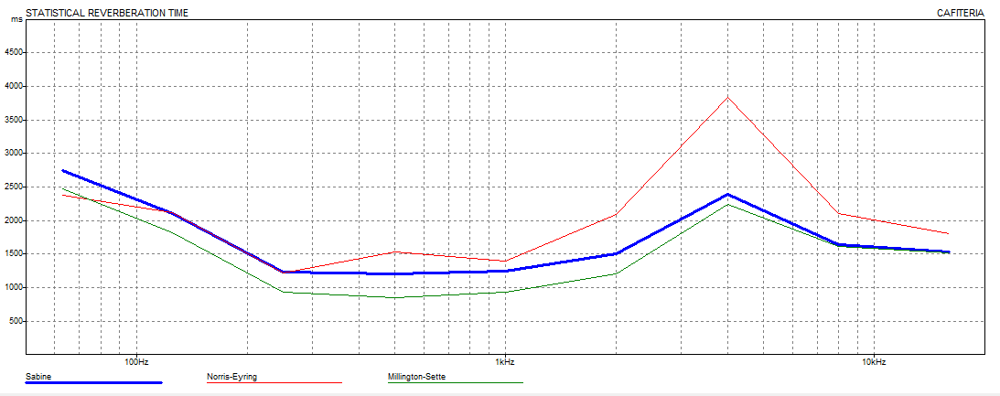 STATISTICAL REVERBERATION TIME CAFITERIA
ms
4500
4000
3500
3000
2500
2000
1500
1000
500
100Hz 1kHz 10kHz
Sabine Norris-Eyring Millington-Sette